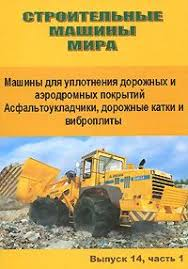 СТРОИТЕЛЬНЫЕ
МАШИНЫ
МИРА
Машины для уплотнения дорожных и
аэродромных покрытий
Асфальтоукладчики, дорожные катки и
виброплиты
Выпуск 14, часть 1